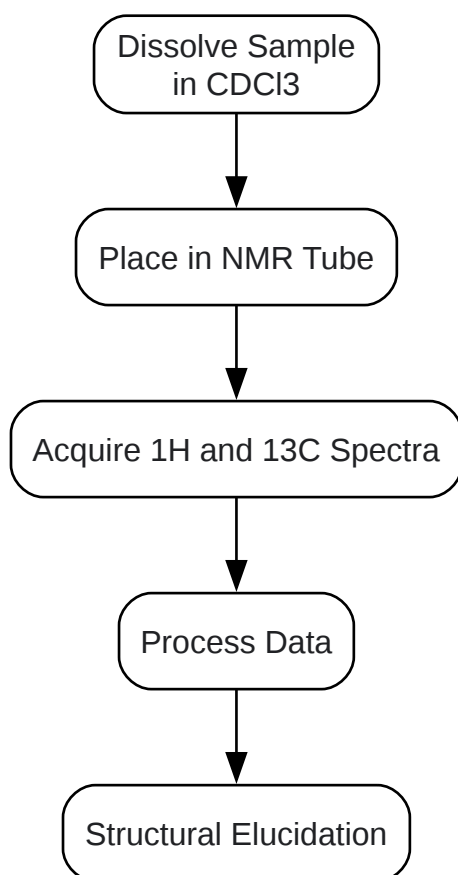 Dissolve Sample
in CDCl3
Place in NMR Tube
Acquire 1H and 13C Spectra
Process Data
Structural Elucidation